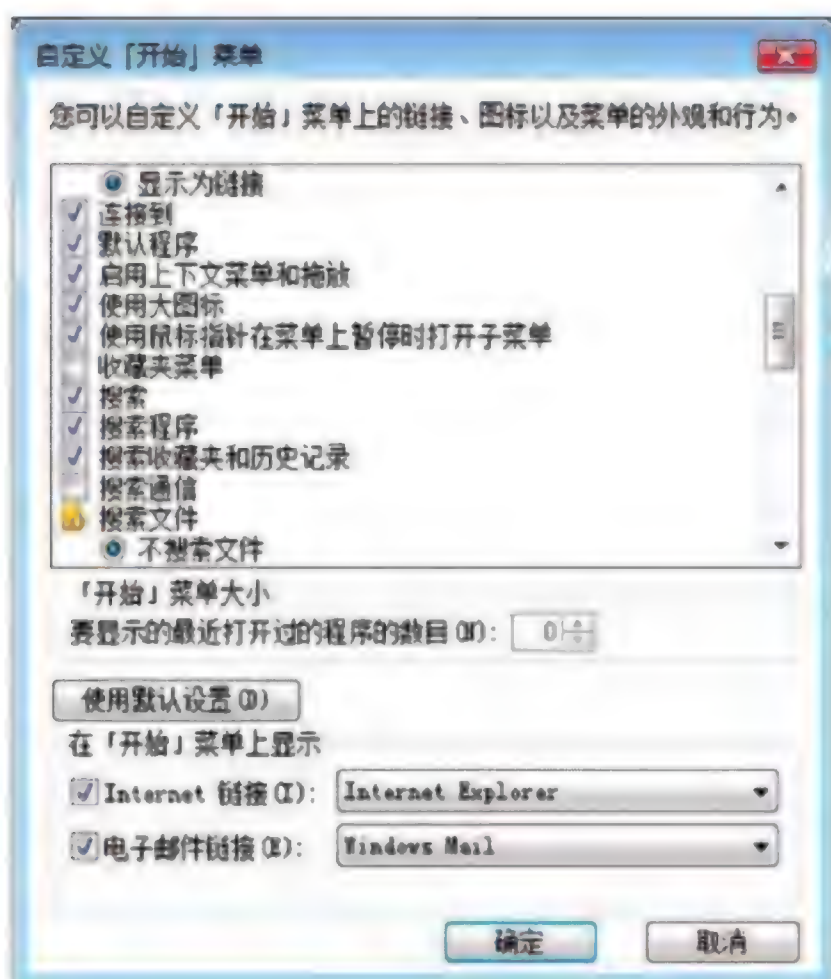 自定义「开始」菜单
您可以自定义「开始」菜单上的链接、图标以及菜单的外观和行为。
显示为链接
连接到
默认程序
启用上下文菜单和拖放
使用大图标
使用鼠标指针在菜单上暂停时打开子菜单
收藏夹菜单
搜索
搜索程序
搜索收藏夹和历史记录
搜索通信
搜索文件
不搜索文件
「开始」菜单大小
要显示的最近打开过的程序的数目(N): 0
使用默认设置(D)
在「开始」菜单上显示
Internet 链接(I): Internet Explorer
电子邮件链接(E): Windows Mail
确定 取消